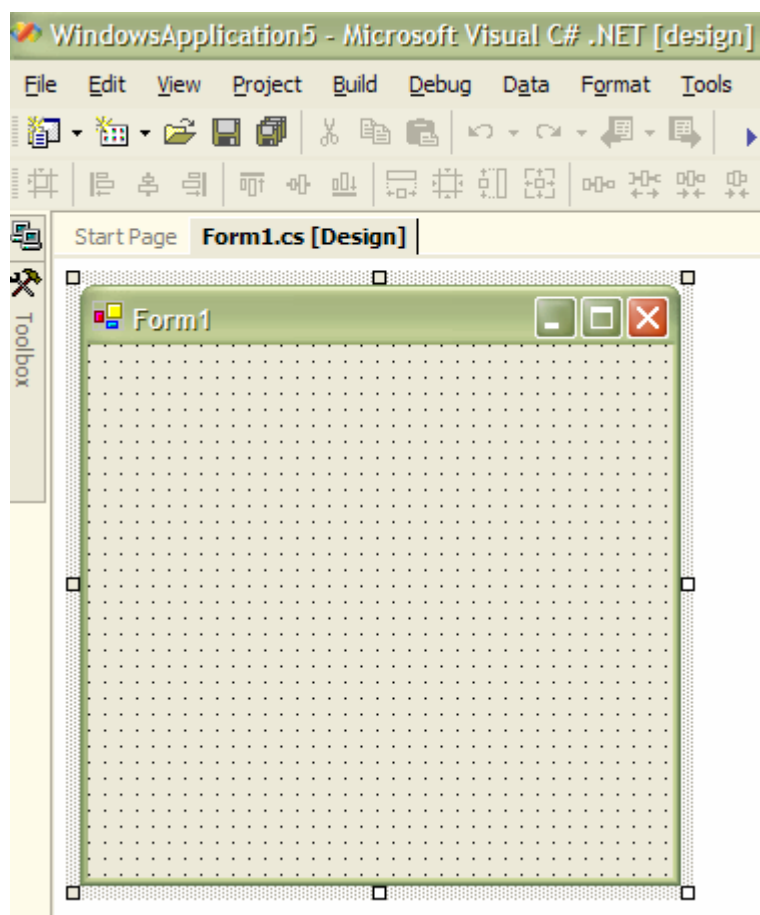 WindowsApplication5 - Microsoft Visual C# .NET [design]
File Edit View Project Build Debug Data Format Tools
Start Page Form1.cs [Design]
Toolbox
Form1